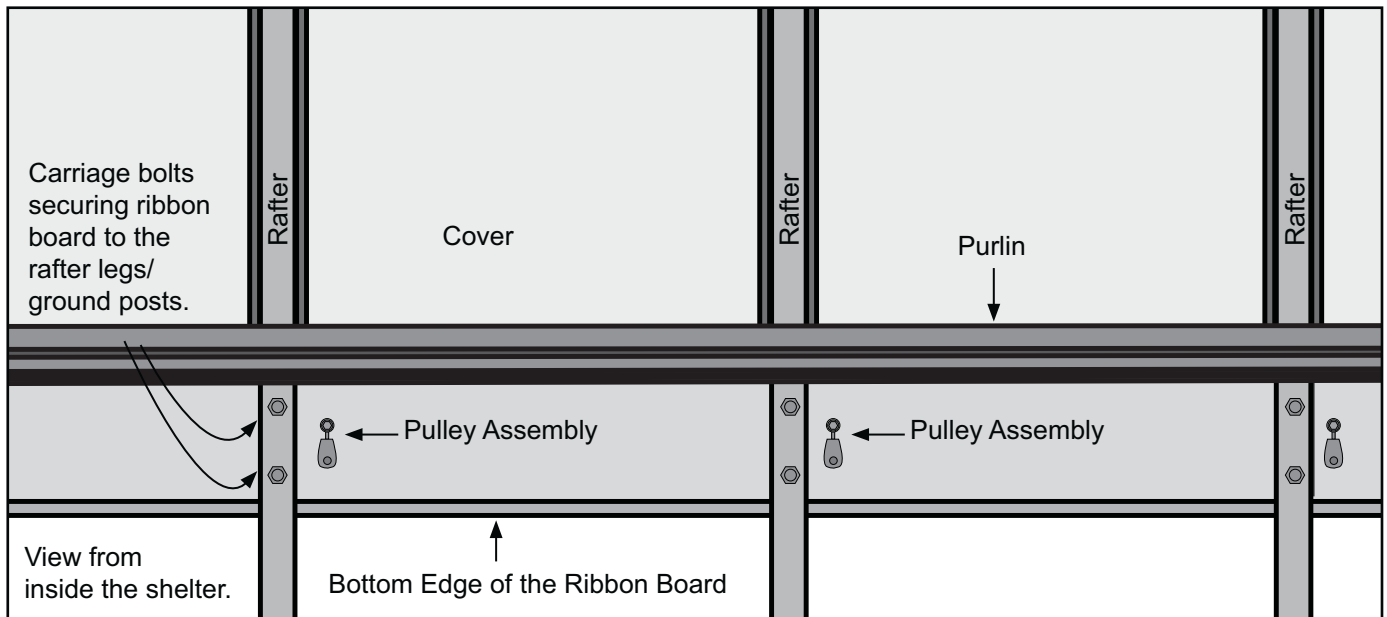 Carriage bolts
securing ribbon
board to the
rafter legs/
ground posts.
Rafter
Cover
Rafter
Purlin
Rafter
Pulley Assembly
Pulley Assembly
View from
inside the shelter.
Bottom Edge of the Ribbon Board